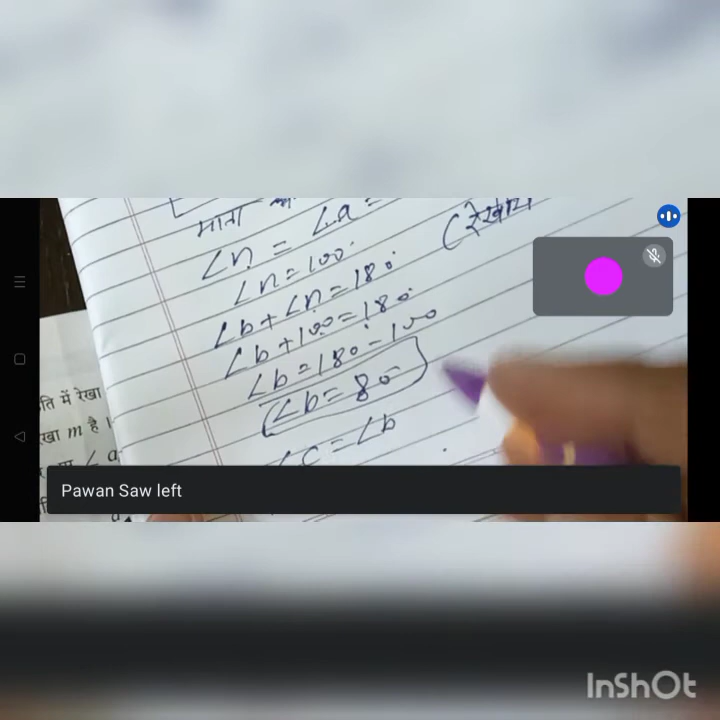 माना
∠n = ∠a =
∠n = 100°
∠b + ∠n = 180°
(रेखीय
∠b + 100 = 180°
∠b = 180° - 100
∠b = 80
∠c = ∠b
ति में रेखा
खा m है।
∠a
Pawan Saw left
InShOt